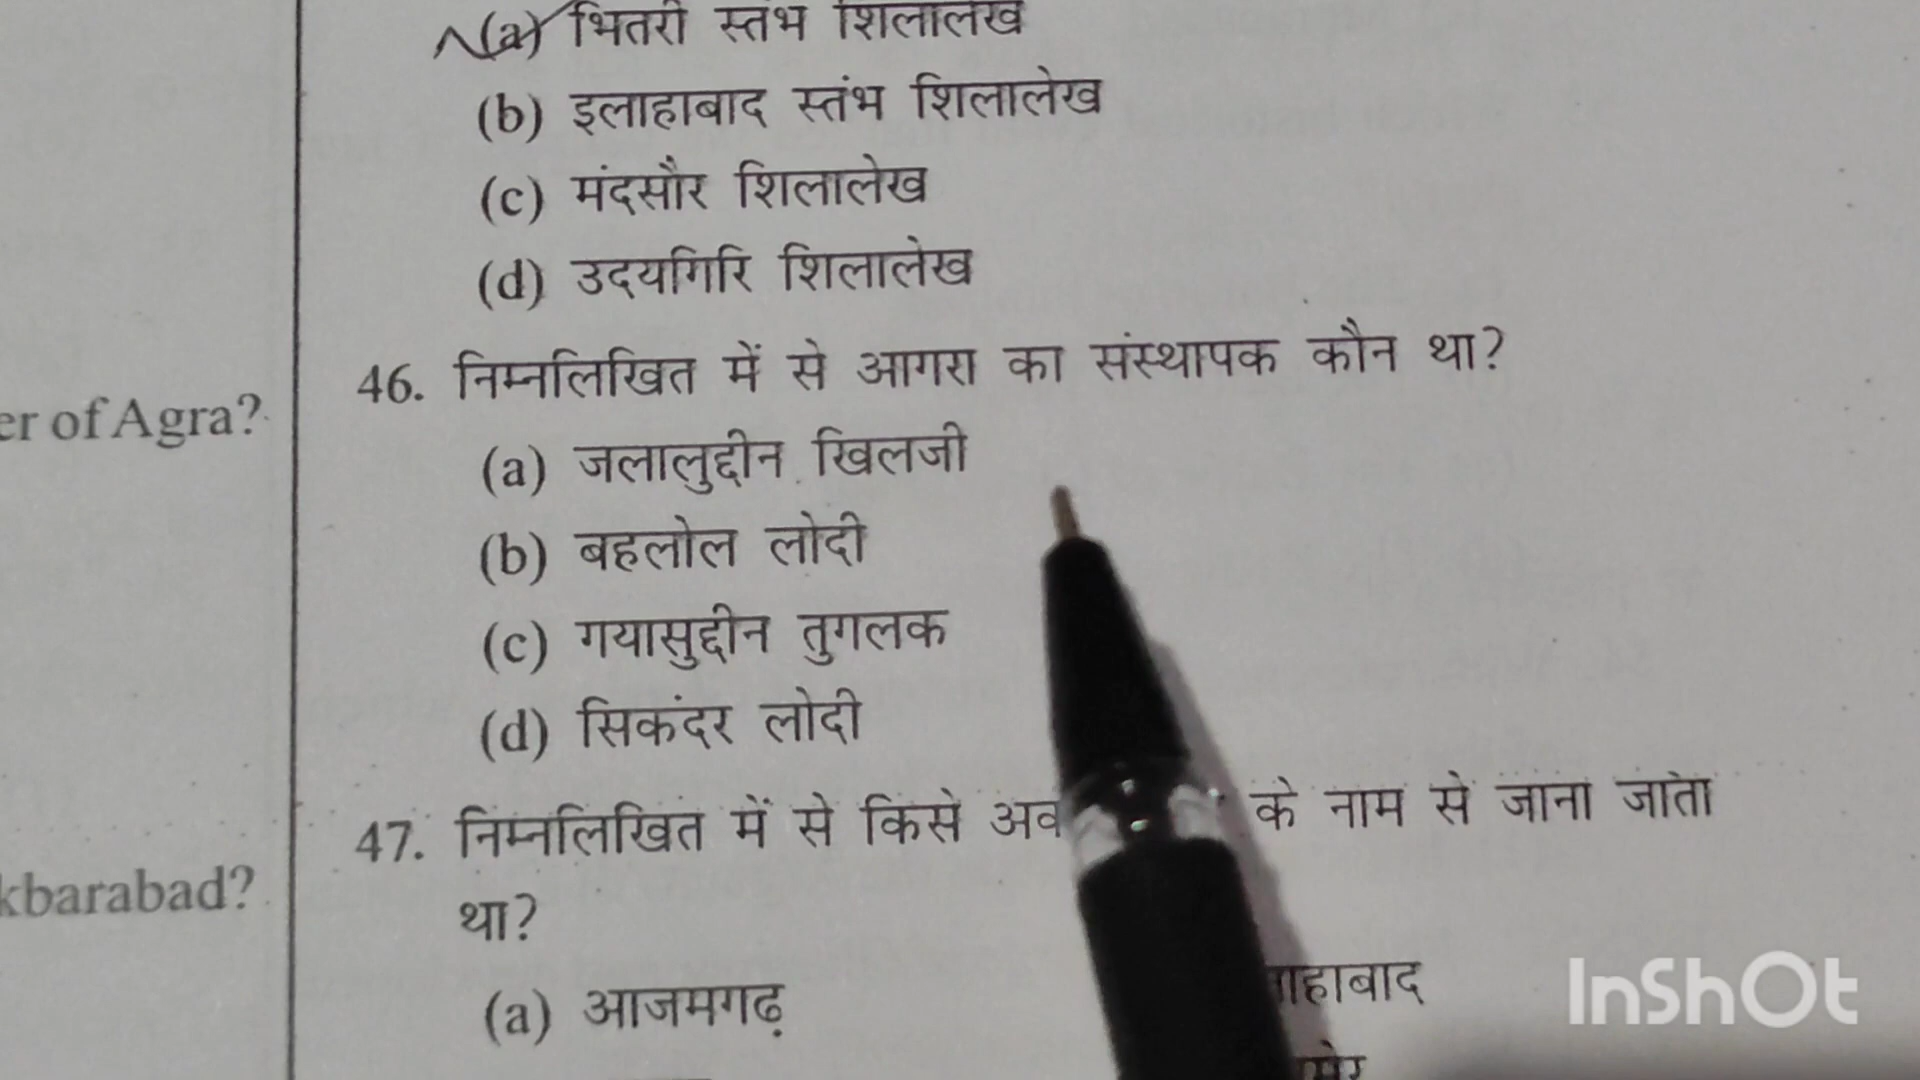 (a) भितरी स्तंभ शिलालेख
(b) इलाहाबाद स्तंभ शिलालेख
(c) मंदसौर शिलालेख
(d) उदयगिरि शिलालेख
46. निम्नलिखित में से आगरा का संस्थापक कौन था?
er of Agra?
(a) जलालुद्दीन खिलजी
(b) बहलोल लोदी
(c) गयासुद्दीन तुगलक
(d) सिकंदर लोदी
47. निम्नलिखित में से किसे के नाम से जाना जाता
kbarabad?
था?
(a) आजमगढ़
InShOt